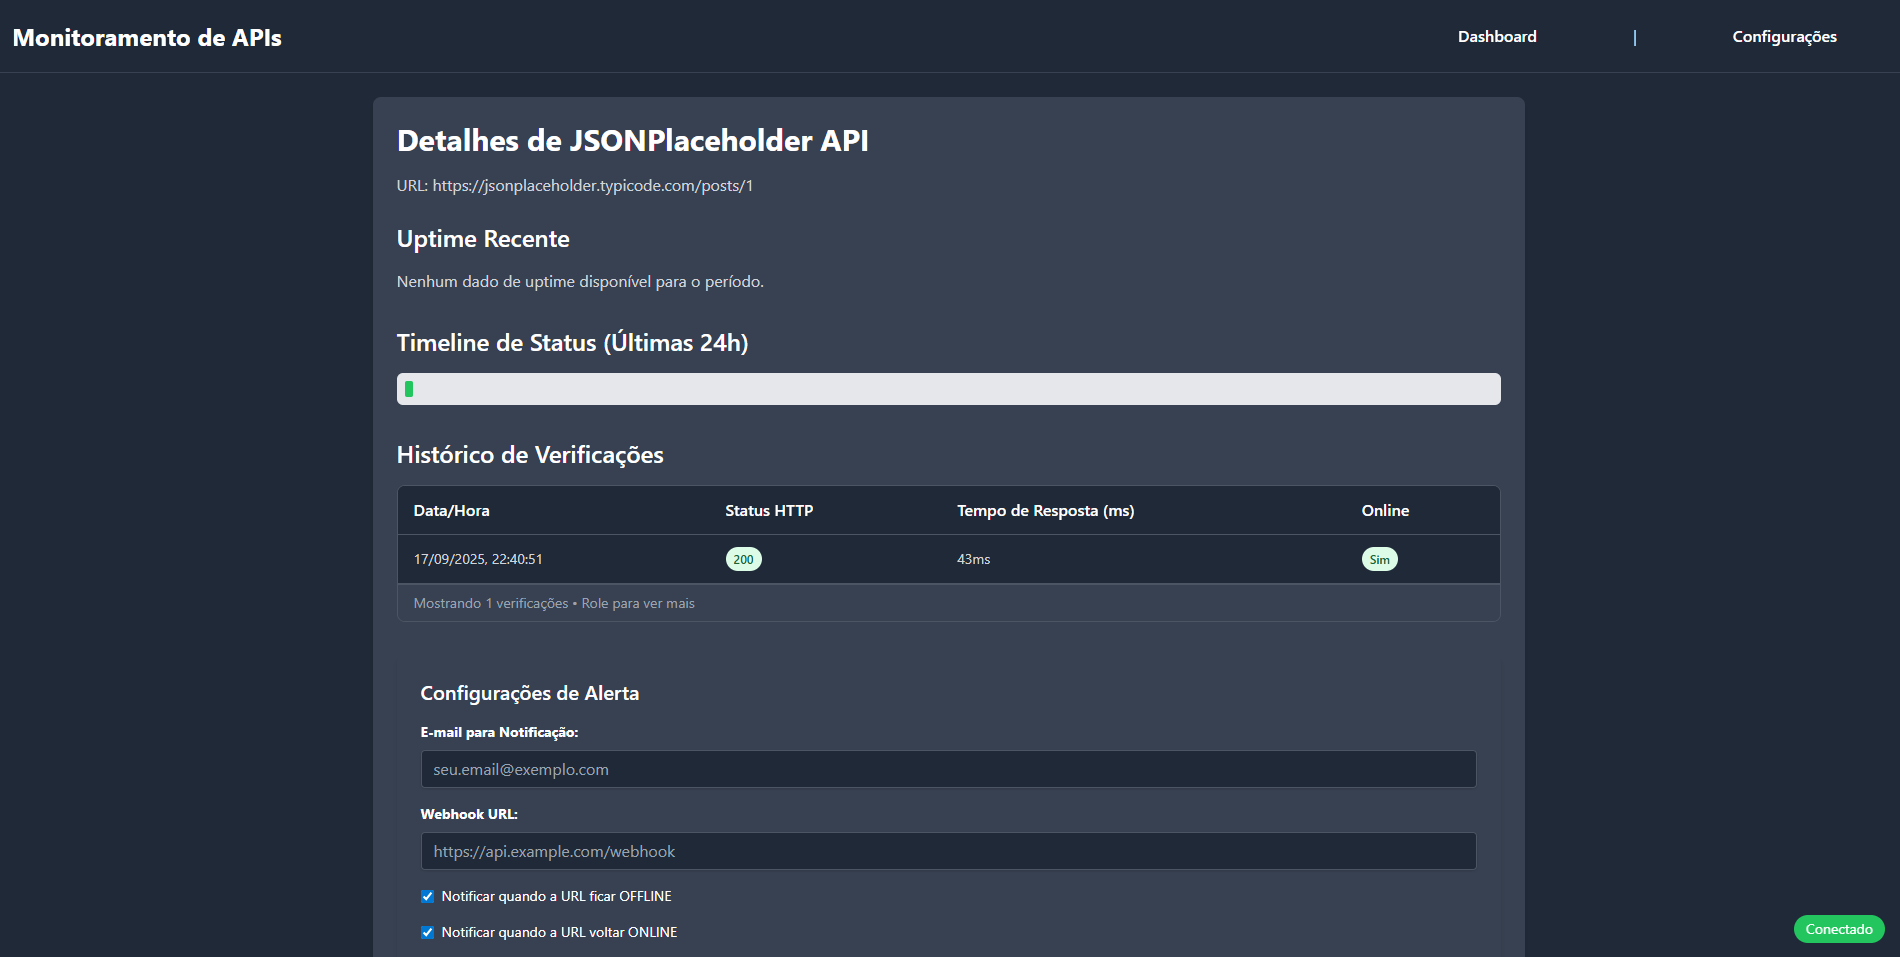 Monitoramento de APIs
Dashboard | Configurações
Detalhes de JSONPlaceholder API
URL: https://jsonplaceholder.typicode.com/posts/1
Uptime Recente
Nenhum dado de uptime disponível para o período.
Timeline de Status (Últimas 24h)
Histórico de Verificações
Data/Hora Status HTTP Tempo de Resposta (ms) Online
17/09/2025, 22:40:51 200 43ms Sim
Mostrando 1 verificações • Role para ver mais
Configurações de Alerta
E-mail para Notificação:
seu.email@exemplo.com
Webhook URL:
https://api.example.com/webhook
Notificar quando a URL ficar OFFLINE
Notificar quando a URL voltar ONLINE
Conectado